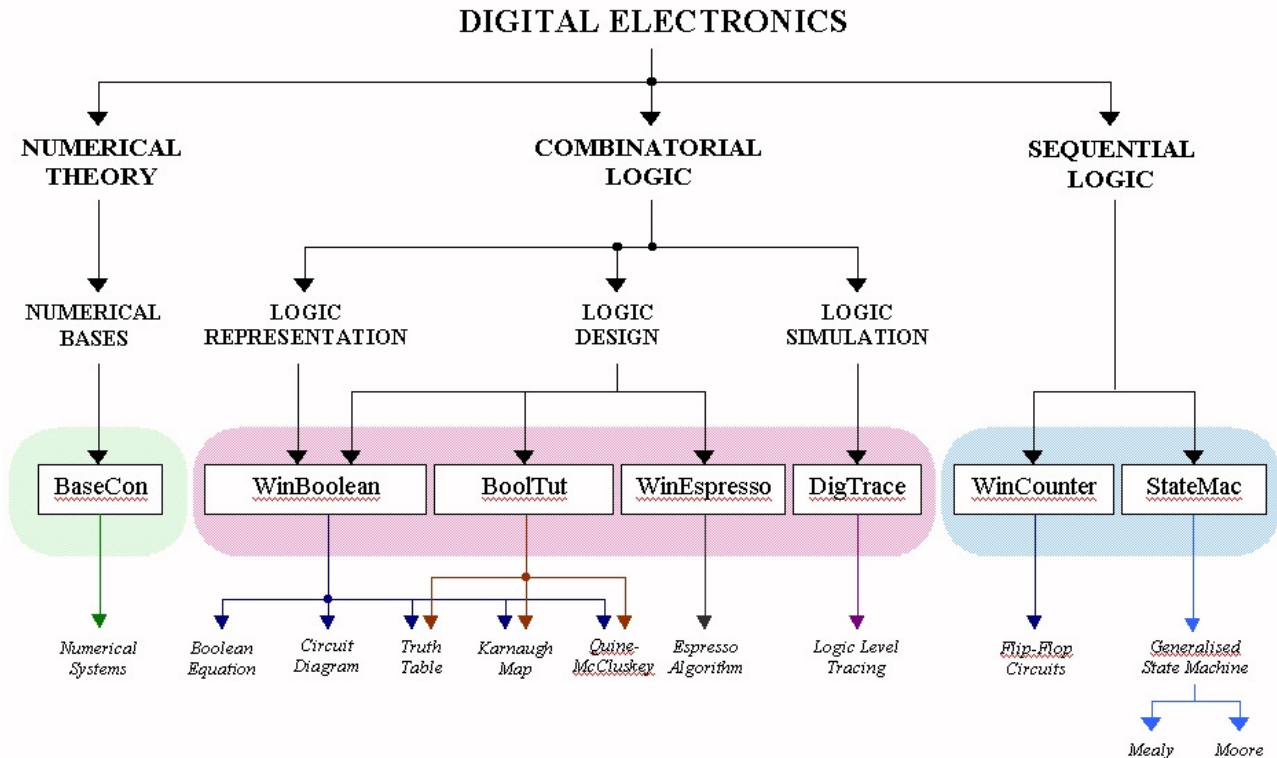 DIGITAL ELECTRONICS
NUMERICAL
THEORY
COMBINATORIAL
LOGIC
SEQUENTIAL
LOGIC
NUMERICAL
BASES
LOGIC
REPRESENTATION
LOGIC
DESIGN
LOGIC
SIMULATION
BaseCon
WinBoolean
BoolTut
WinEspresso
DigTrace
WinCounter
StateMac
Numerical
Systems
Boolean
Equation
Circuit
Diagram
Truth
Table
Karnaugh
Map
Quine-
McCluskey
Espresso
Algorithm
Logic Level
Tracing
Flip-Flop
Circuits
Generalised
State Machine
Mealy
Moore